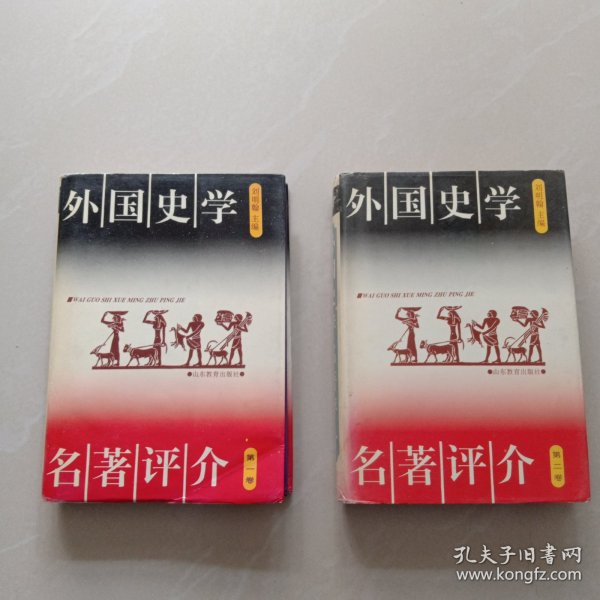 外国史学
刘明翰 主编
WAI GUO SHI XUE MING ZHU PING JIE
●山东教育出版社●
名著评介
第一卷
外国史学
刘明翰 主编
WAI GUO SHI XUE MING ZHU PING JIE
●山东教育出版社●
名著评介
第二卷
孔夫子旧书网
www.kongfz.com